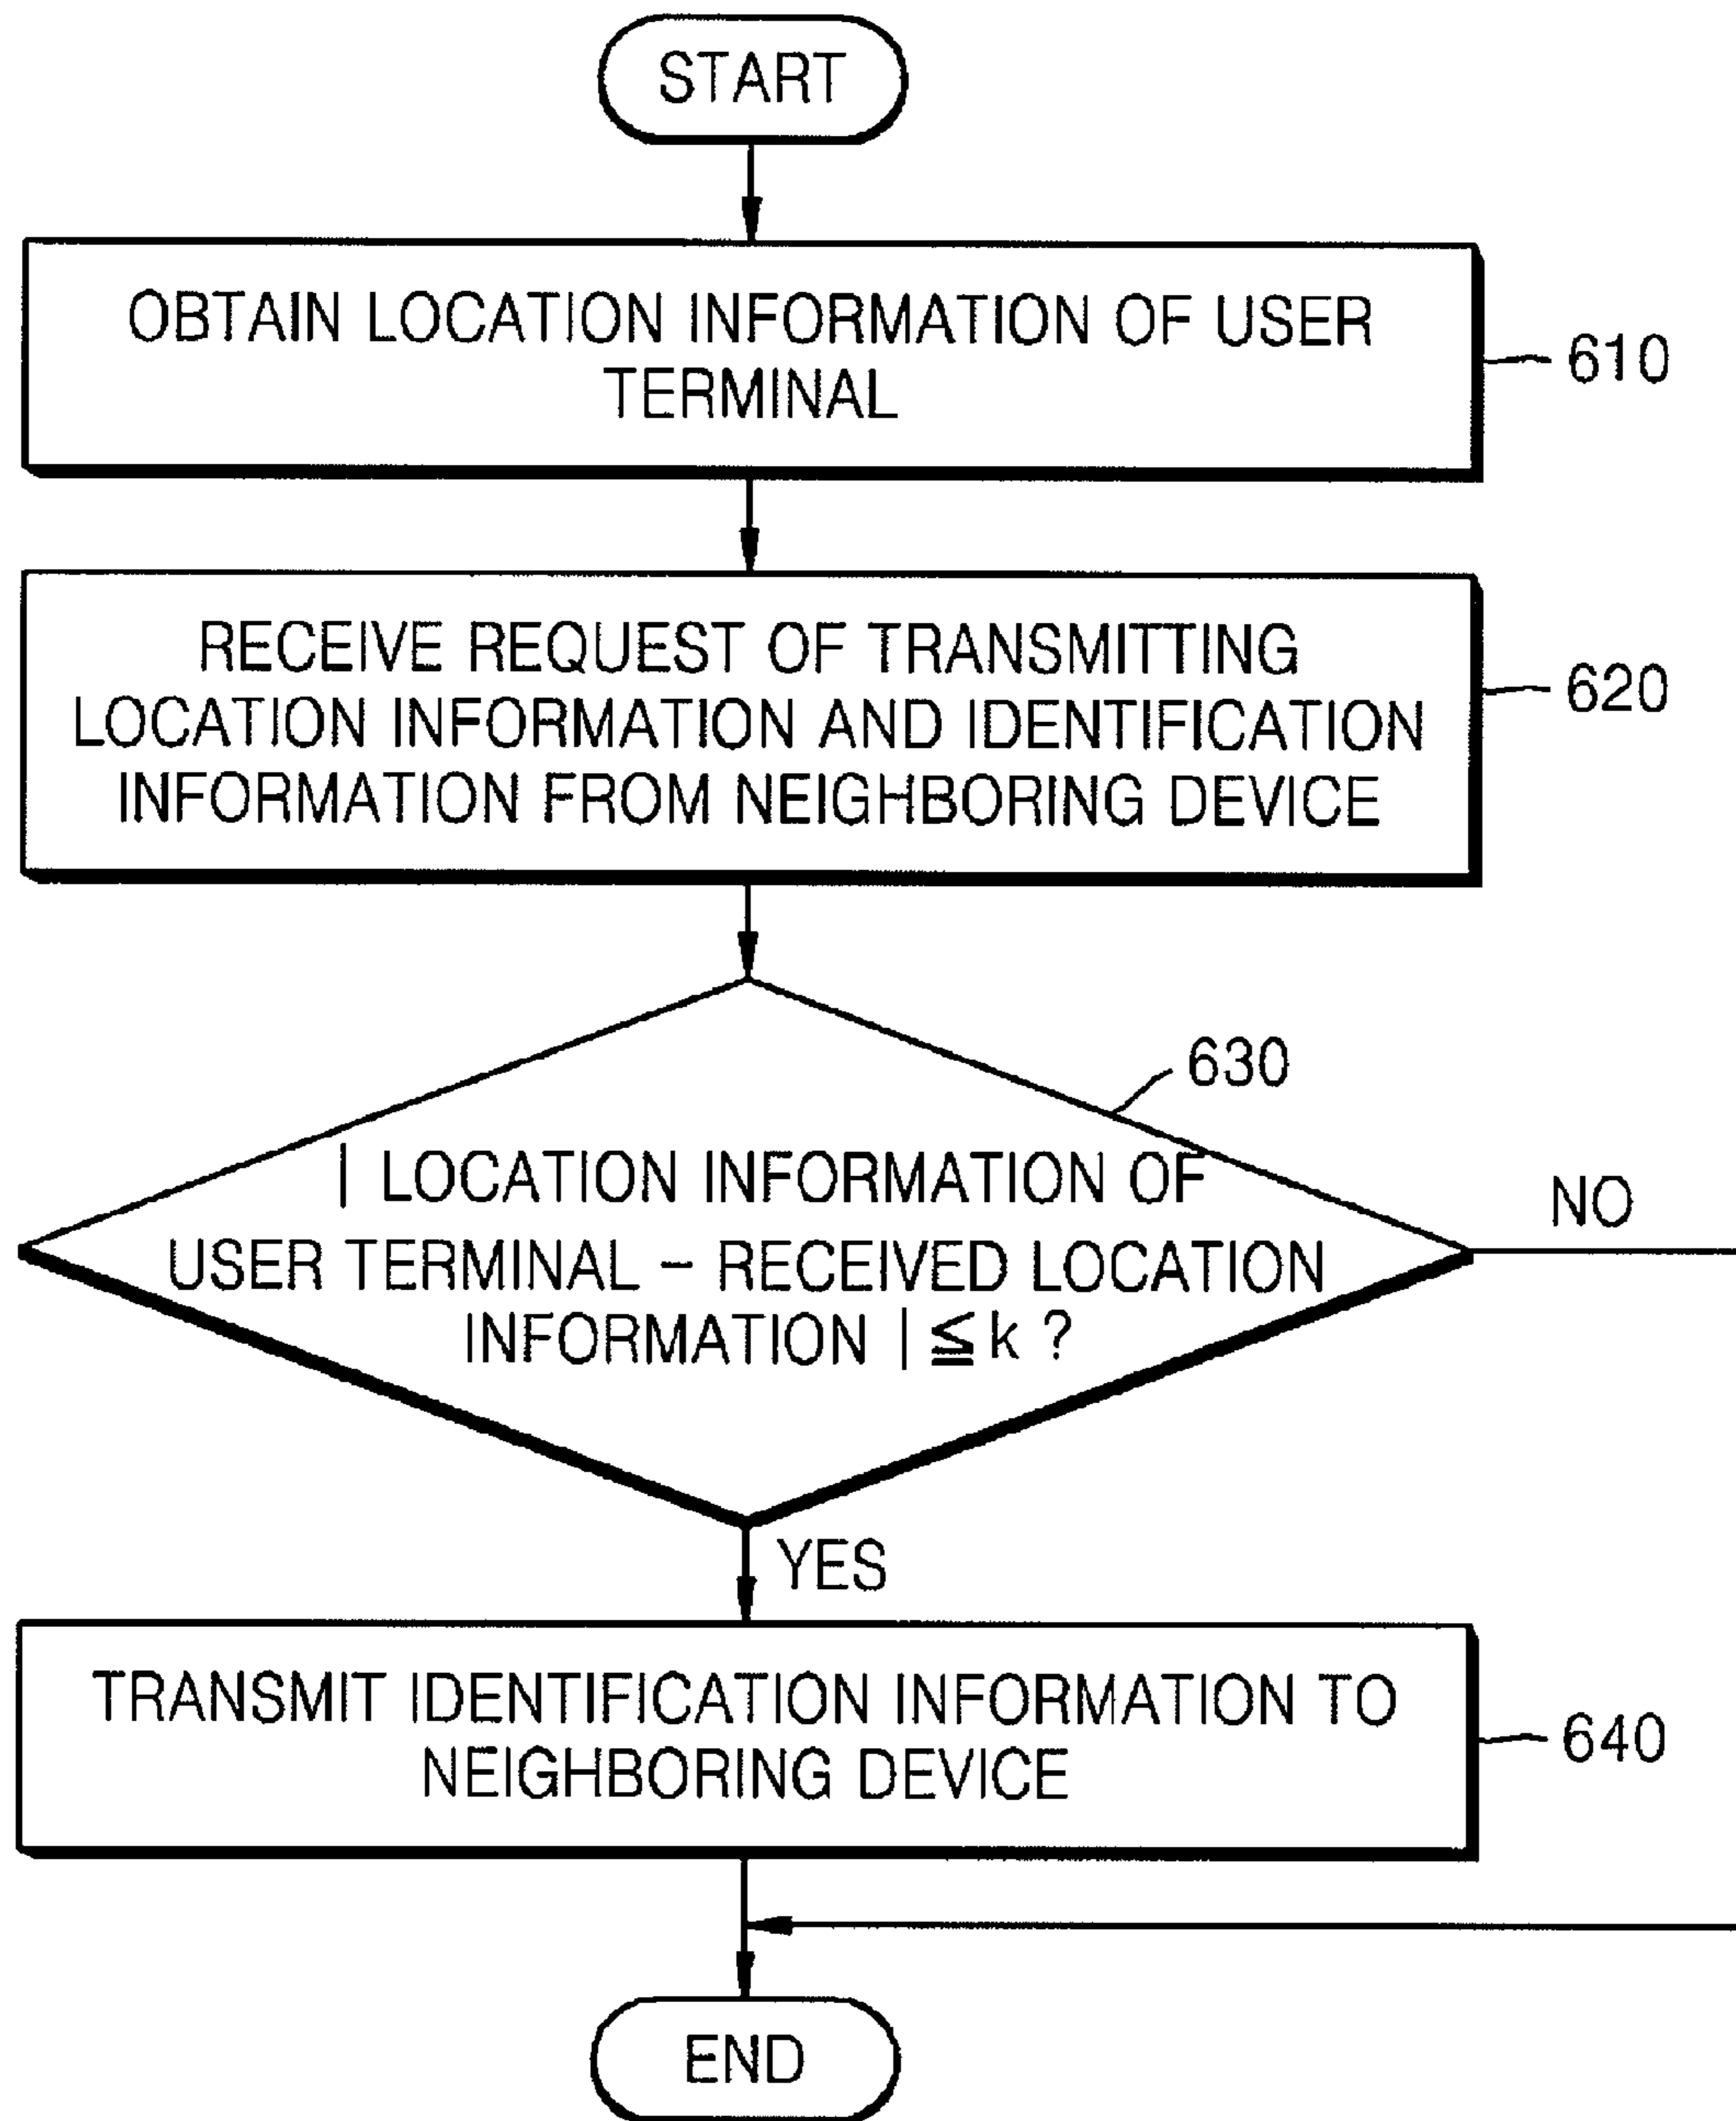 START
OBTAIN LOCATION INFORMATION OF USER
TERMINAL
610
RECEIVE REQUEST OF TRANSMITTING
LOCATION INFORMATION AND IDENTIFICATION
INFORMATION FROM NEIGHBORING DEVICE
620
630
| LOCATION INFORMATION OF
USER TERMINAL – RECEIVED LOCATION
INFORMATION | ≦ k ?
NO
YES
TRANSMIT IDENTIFICATION INFORMATION TO
NEIGHBORING DEVICE
640
END